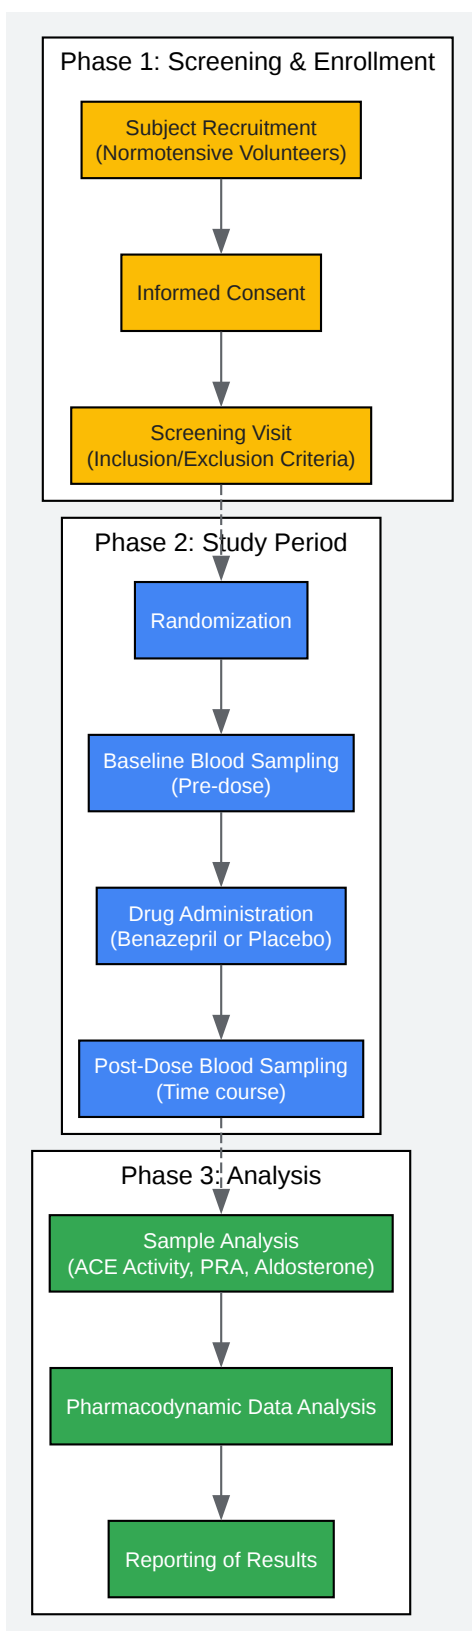 Phase 1: Screening & Enrollment
Subject Recruitment
(Normotensive Volunteers)
Informed Consent
Screening Visit
(Inclusion/Exclusion Criteria)
Phase 2: Study Period
Randomization
Baseline Blood Sampling
(Pre-dose)
Drug Administration
(Benazepril or Placebo)
Post-Dose Blood Sampling
(Time course)
Phase 3: Analysis
Sample Analysis
(ACE Activity, PRA, Aldosterone)
Pharmacodynamic Data Analysis
Reporting of Results